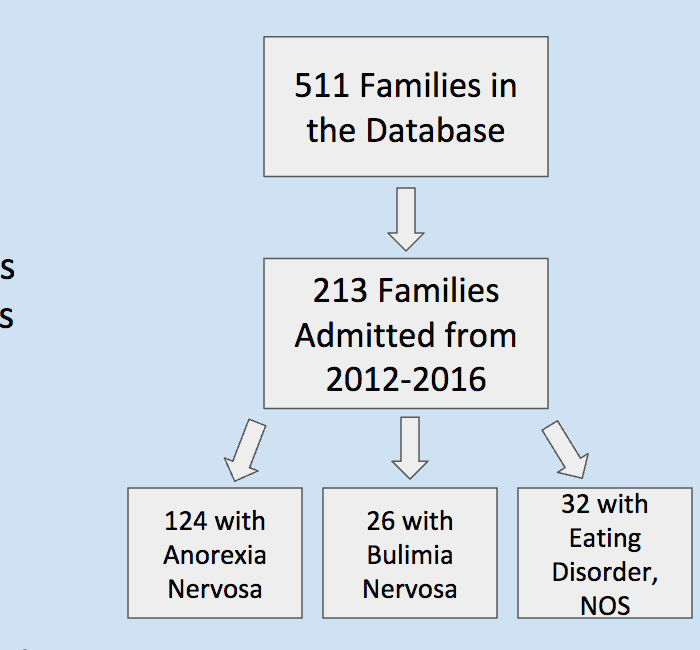 511 Families in
the Database
s
s
213 Families
Admitted from
2012-2016
124 with
Anorexia
Nervosa
26 with
Bulimia
Nervosa
32 with
Eating
Disorder,
NOS